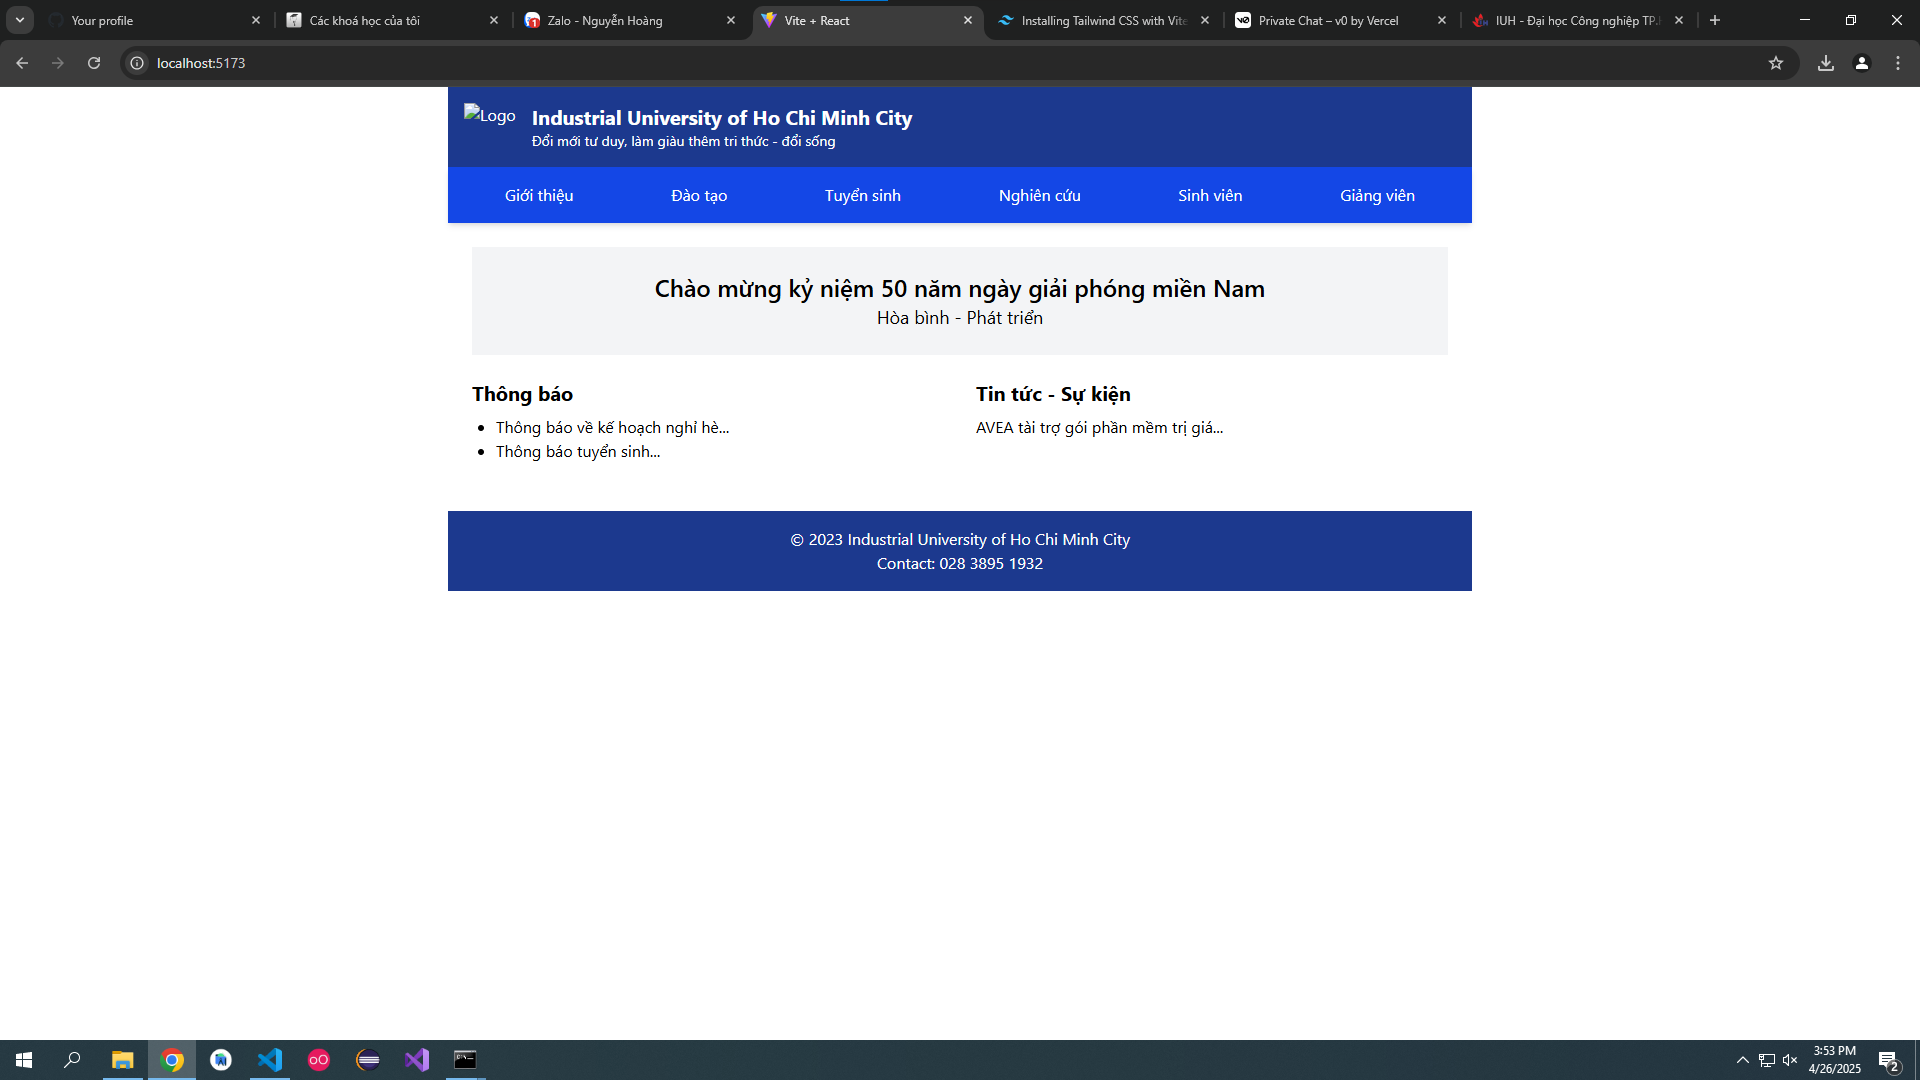 Your profile
Các khoá học của tôi
Zalo - Nguyễn Hoàng
Vite + React
Installing Tailwind CSS with Vite
Private Chat – v0 by Vercel
IUH - Đại học Công nghiệp TP.
localhost:5173
Logo
Industrial University of Ho Chi Minh City
Đổi mới tư duy, làm giàu thêm tri thức - đổi sống
Giới thiệu
Đào tạo
Tuyển sinh
Nghiên cứu
Sinh viên
Giảng viên
Chào mừng kỷ niệm 50 năm ngày giải phóng miền Nam
Hòa bình - Phát triển
Thông báo
Thông báo về kế hoạch nghỉ hè...
Thông báo tuyển sinh...
Tin tức - Sự kiện
AVEA tài trợ gói phần mềm trị giá...
© 2023 Industrial University of Ho Chi Minh City
Contact: 028 3895 1932
3:53 PM
4/26/2025
2